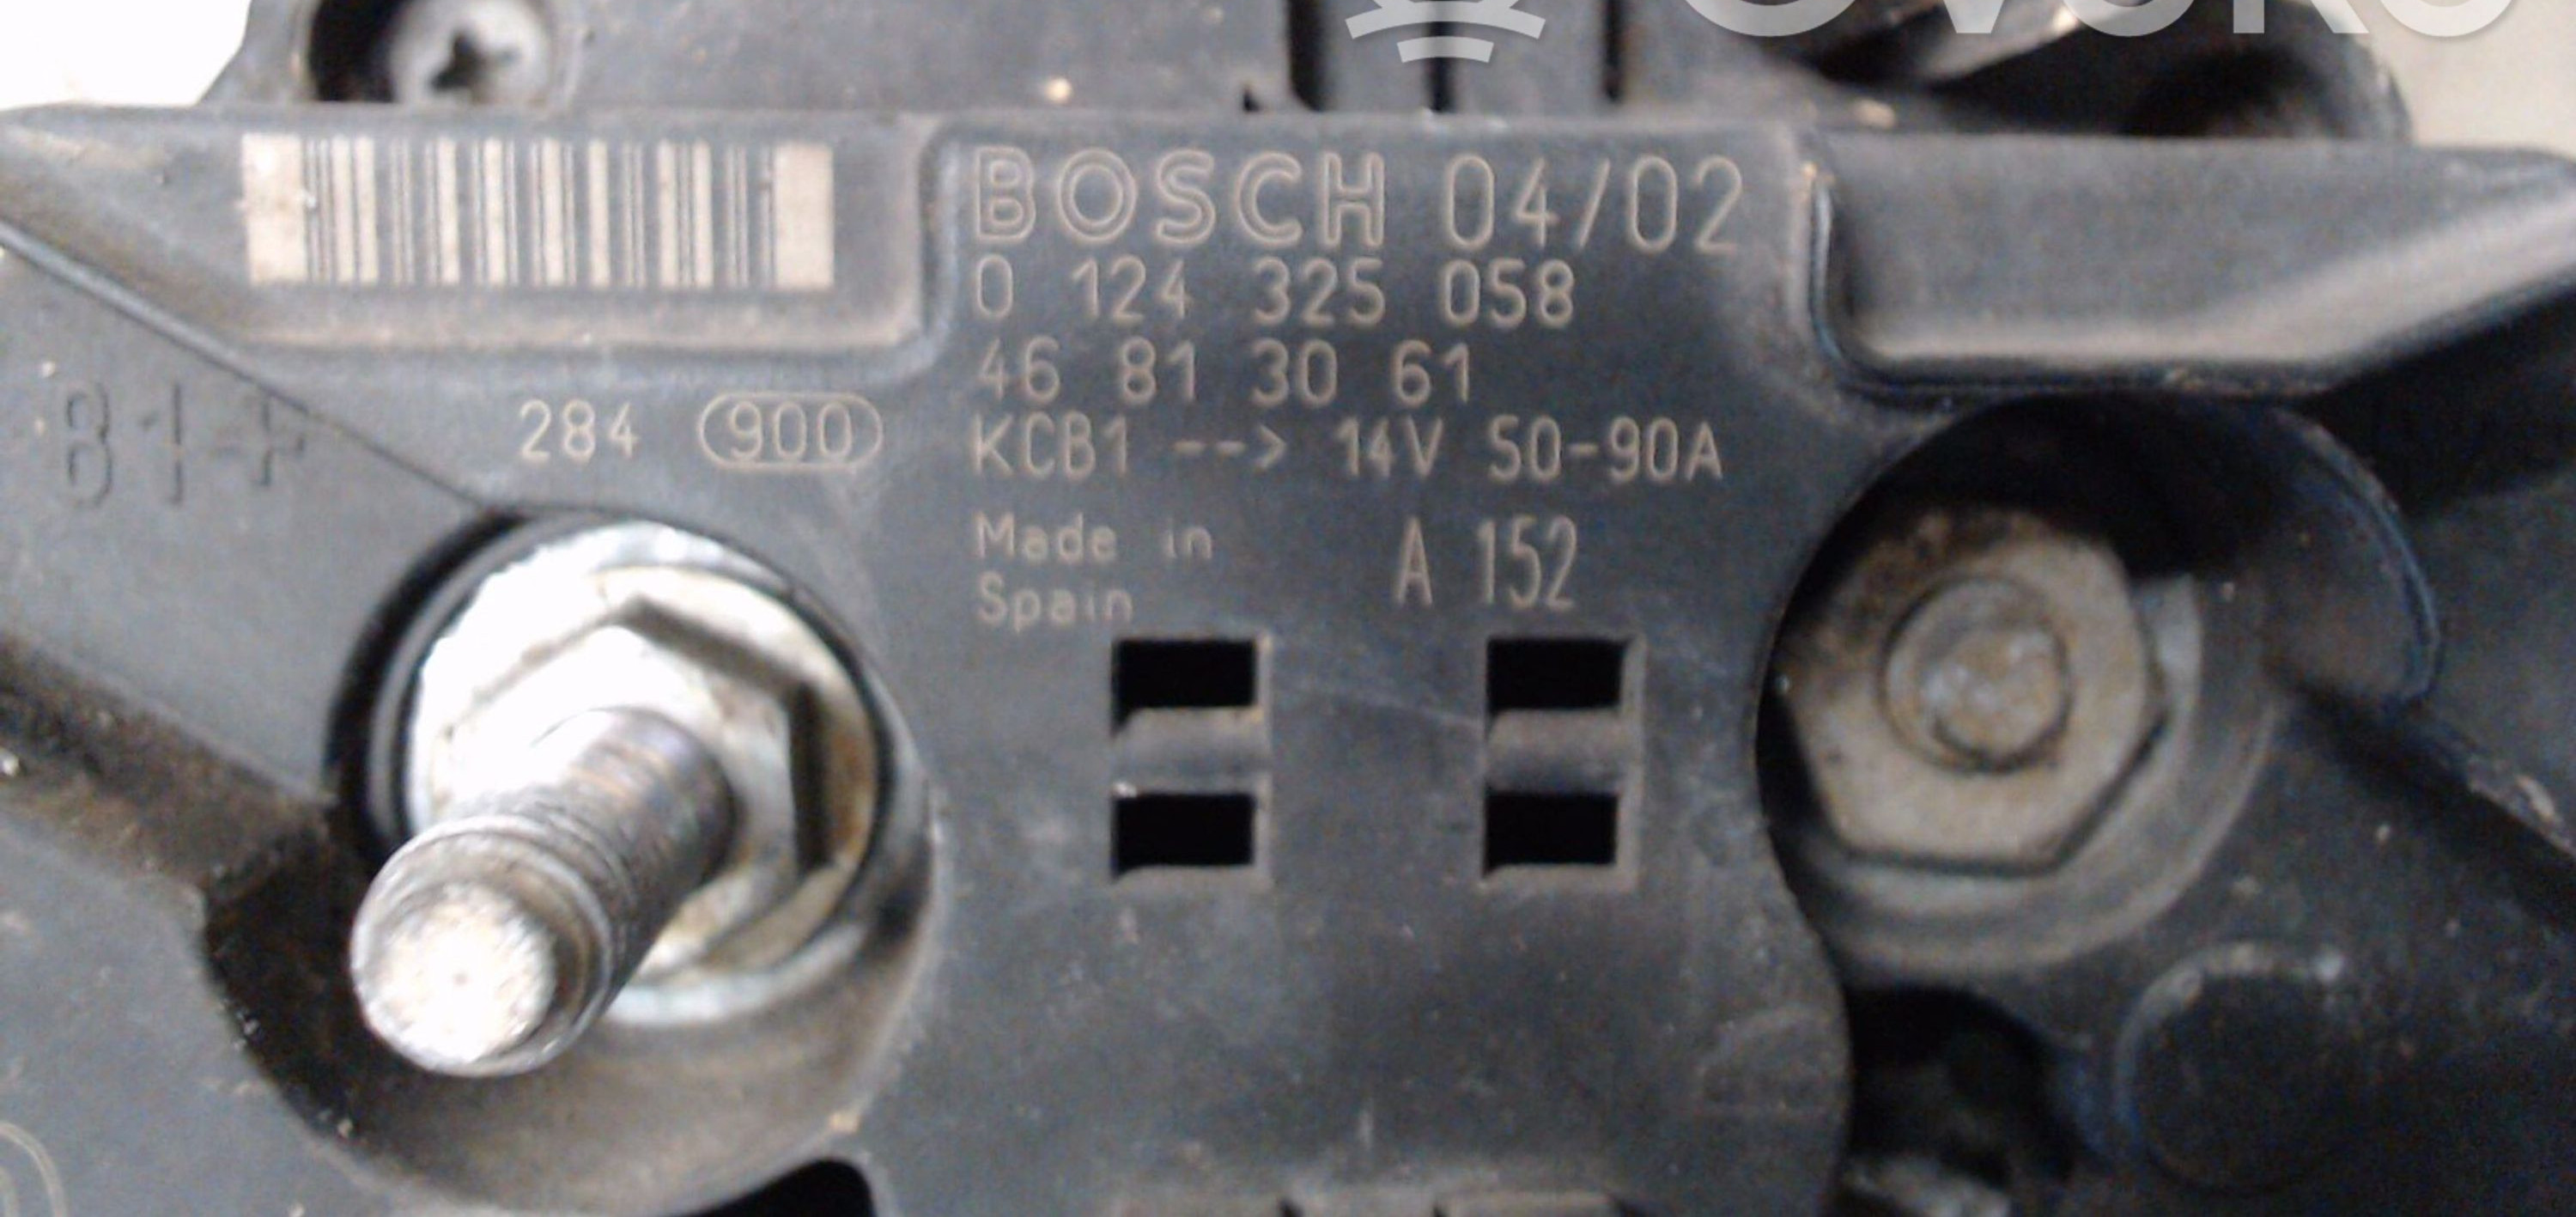 BOSCH 04/02
0 124 325 058
46 81 30 61
284 900 KCB1 --> 14V 50-90A
Made in
Spain
A 152
B1+